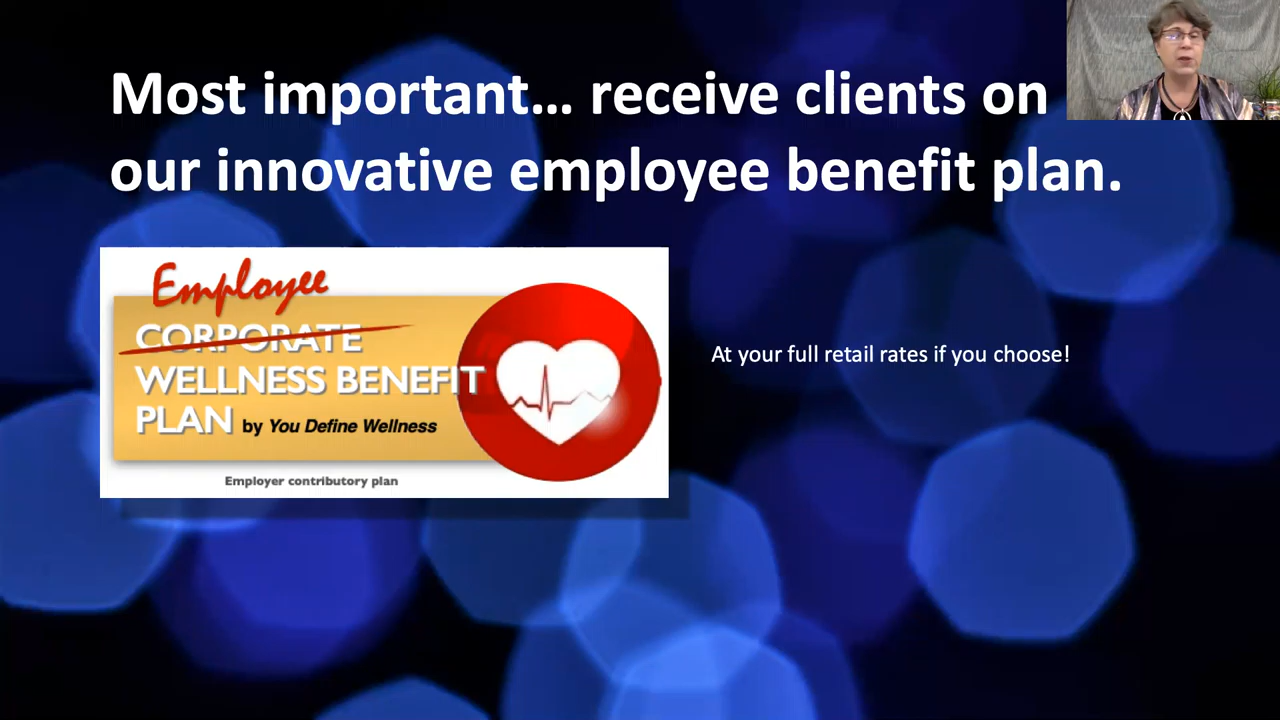 Most important… receive clients on
our innovative employee benefit plan.
Employee
CORPORATE
WELLNESS BENEFIT
PLAN by You Define Wellness
Employer contributory plan
At your full retail rates if you choose!